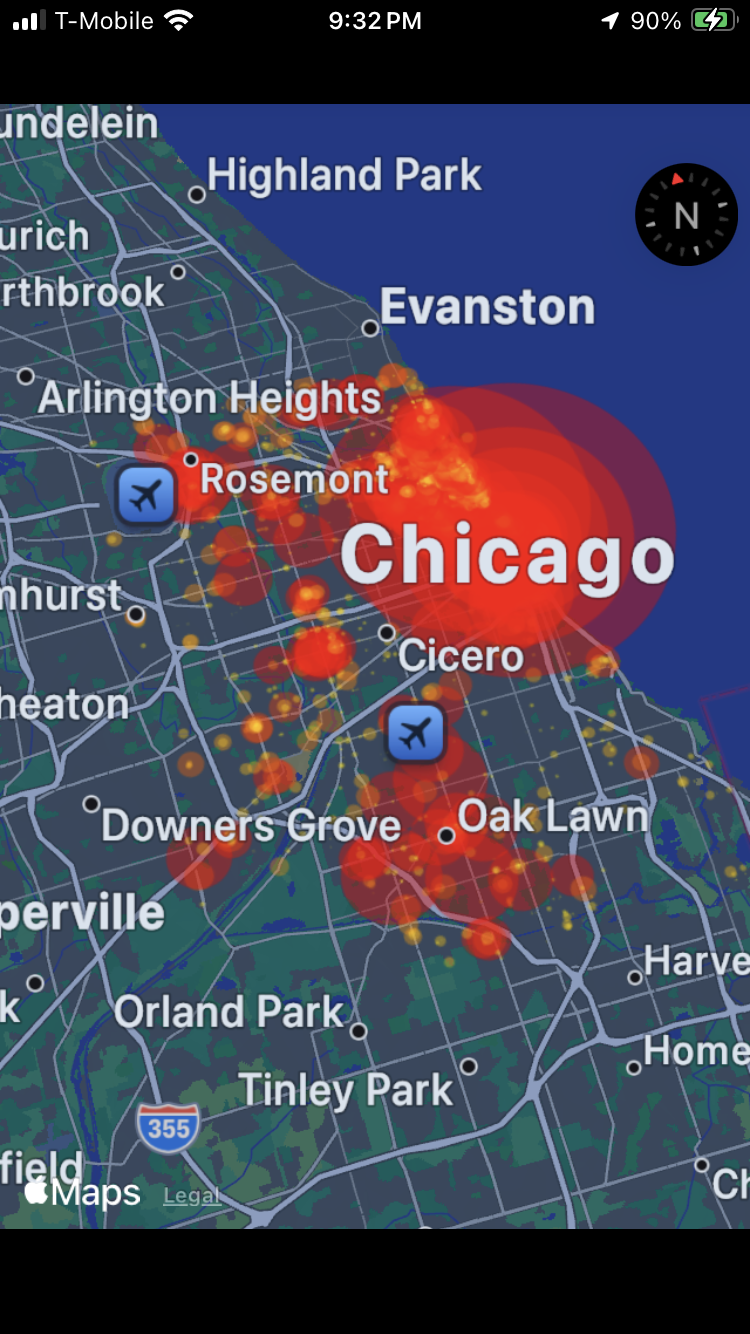 T-Mobile 9:32 PM 90%
undelein
Highland Park
N
urich
rthbrook
Evanston
Arlington Heights
Rosemont
Chicago
mhurst
Cicero
heaton
Downers Grove
Oak Lawn
perville
Harve
k
Orland Park
Home
Tinley Park
355
field
Maps
Legal
Ch